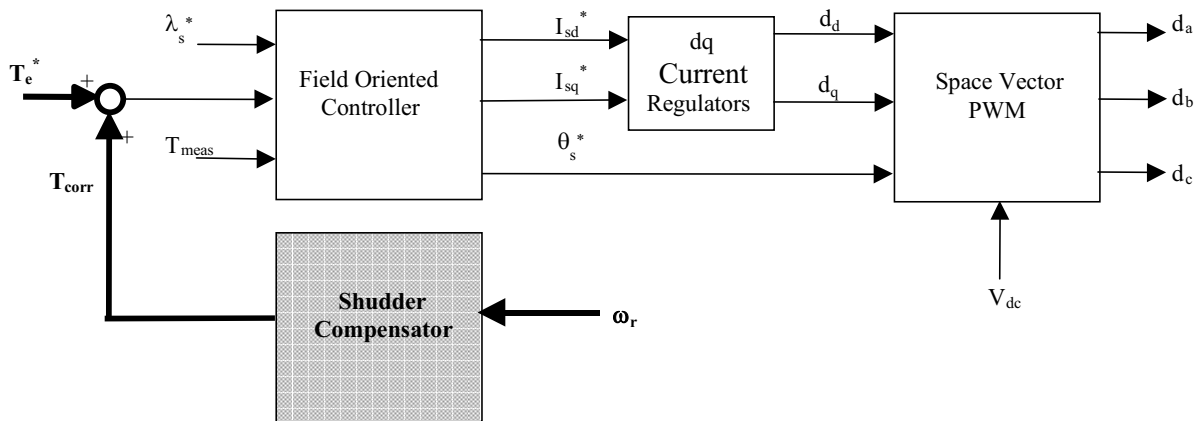 λs*
Te*
+
+
Tmeas
Tcorr
Field Oriented
Controller
Isd*
Isq*
θs*
dq
Current
Regulators
dd
dq
Space Vector
PWM
da
db
dc
Vdc
Shudder
Compensator
ωr